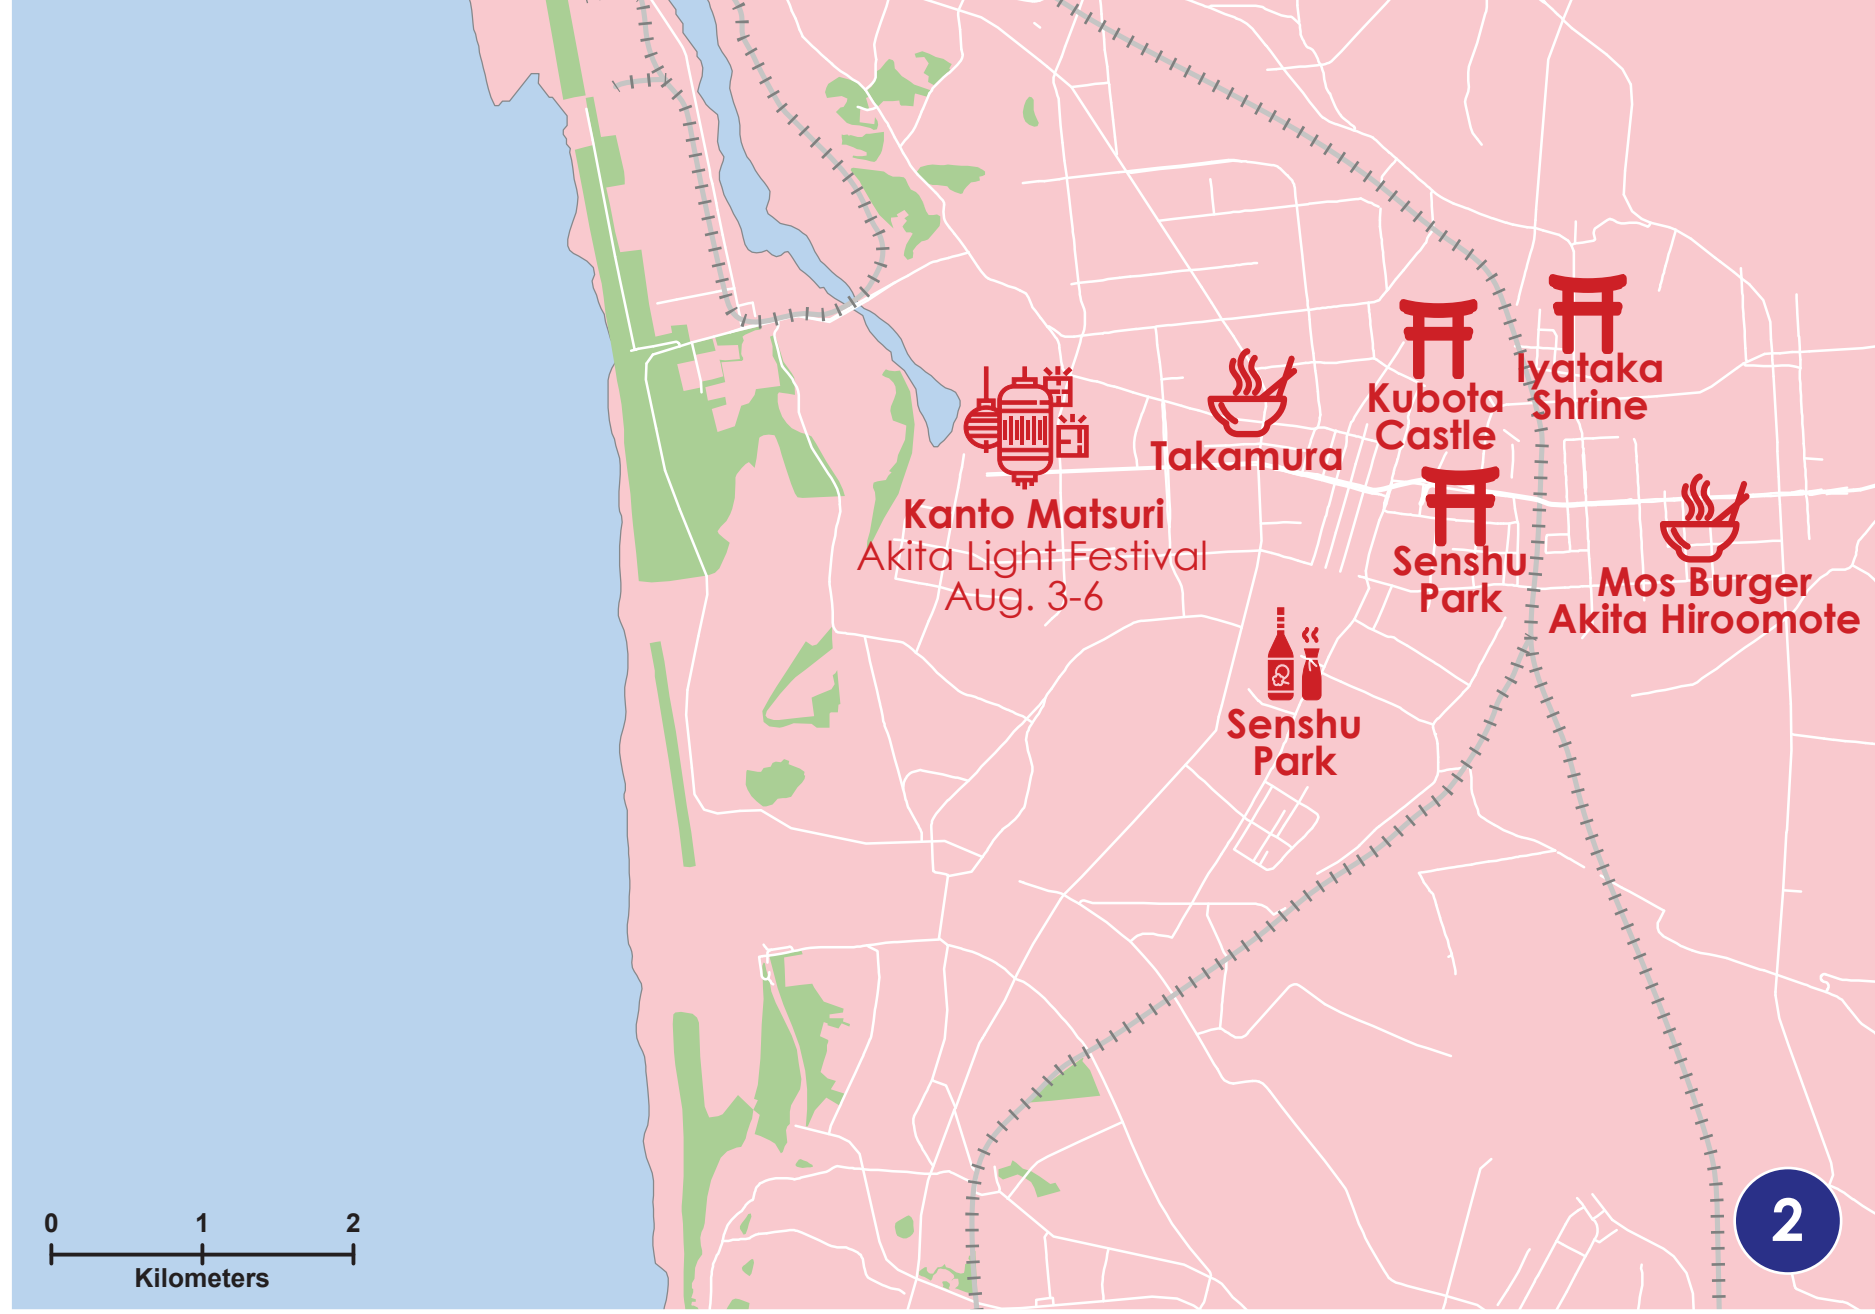 Iyataka
Shrine
Kubota
Castle
Takamura
Kanto Matsuri
Akita Light Festival
Aug. 3-6
Senshu
Park
Mos Burger
Akita Hiroomote
Senshu
Park
0 1 2
Kilometers
2